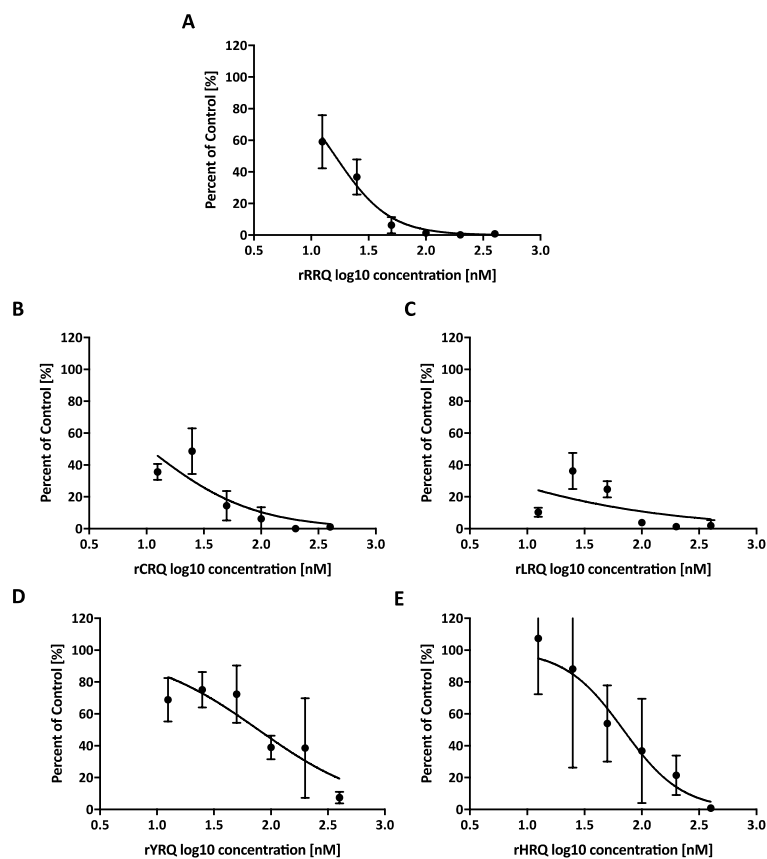 A
120
100
80
60
40
20
0
Percent of Control [%]
0.5 1.0 1.5 2.0 2.5 3.0
rRRQ log10 concentration [nM]
B
120
100
80
60
40
20
0
Percent of Control [%]
0.5 1.0 1.5 2.0 2.5 3.0
rCRQ log10 concentration [nM]
C
120
100
80
60
40
20
0
Percent of Control [%]
0.5 1.0 1.5 2.0 2.5 3.0
rLRQ log10 concentration [nM]
D
120
100
80
60
40
20
0
Percent of Control [%]
0.5 1.0 1.5 2.0 2.5 3.0
rYRQ log10 concentration [nM]
E
120
100
80
60
40
20
0
Percent of Control [%]
0.5 1.0 1.5 2.0 2.5 3.0
rHRQ log10 concentration [nM]